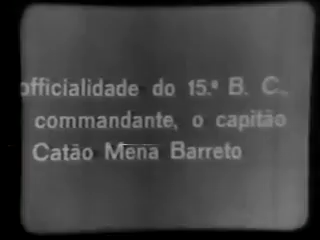 officialidade do 15.º B. C.,
commandante, o capitão
Catão Mena Barreto